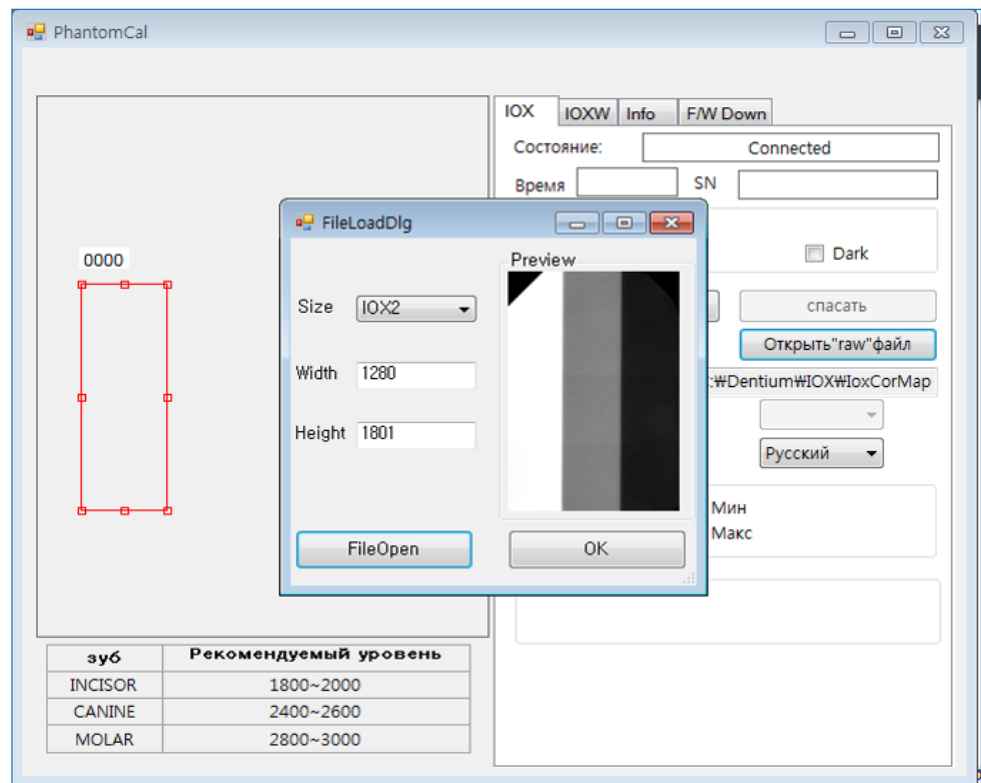 PhantomCal
IOX IOXW Info F/W Down
Состояние: Connected
Время SN
0000
Dark
спасать
Открыть"raw"файл
:₩Dentium₩IOX₩IoxCorMap
Русский
Мин
Макс
FileLoadDlg
Preview
Size IOX2
Width 1280
Height 1801
FileOpen OK
зуб Рекомендуемый уровень
INCISOR 1800~2000
CANINE 2400~2600
MOLAR 2800~3000